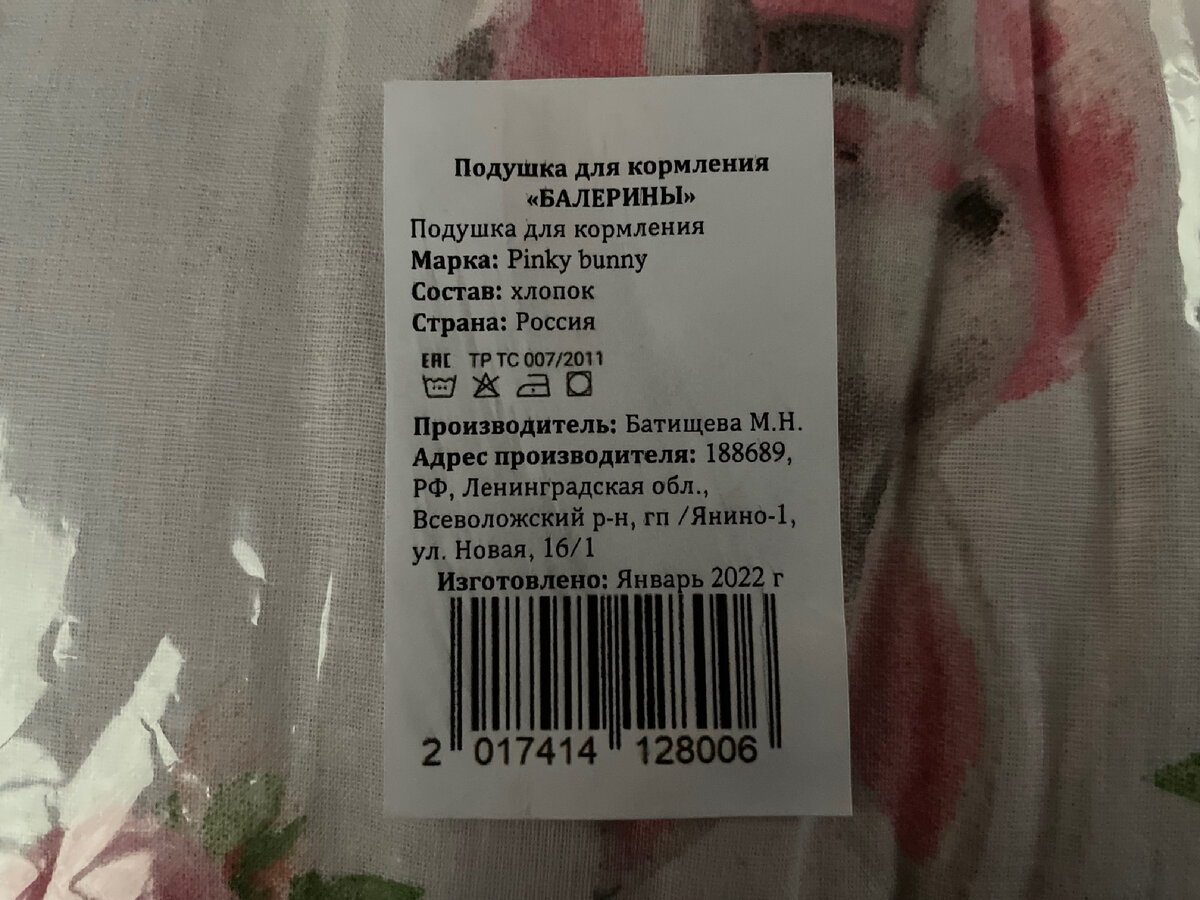 Подушка для кормления
«БАЛЕРИНЫ»
Подушка для кормления
Марка: Pinky bunny
Состав: хлопок
Страна: Россия
ЕАС ТР ТС 007/2011
Производитель: Батищева М.Н.
Адрес производителя: 188689,
РФ, Ленинградская обл.,
Всеволожский р-н, гп /Янино-1,
ул. Новая, 16/1
Изготовлено: Январь 2022 г
2 017414 128006